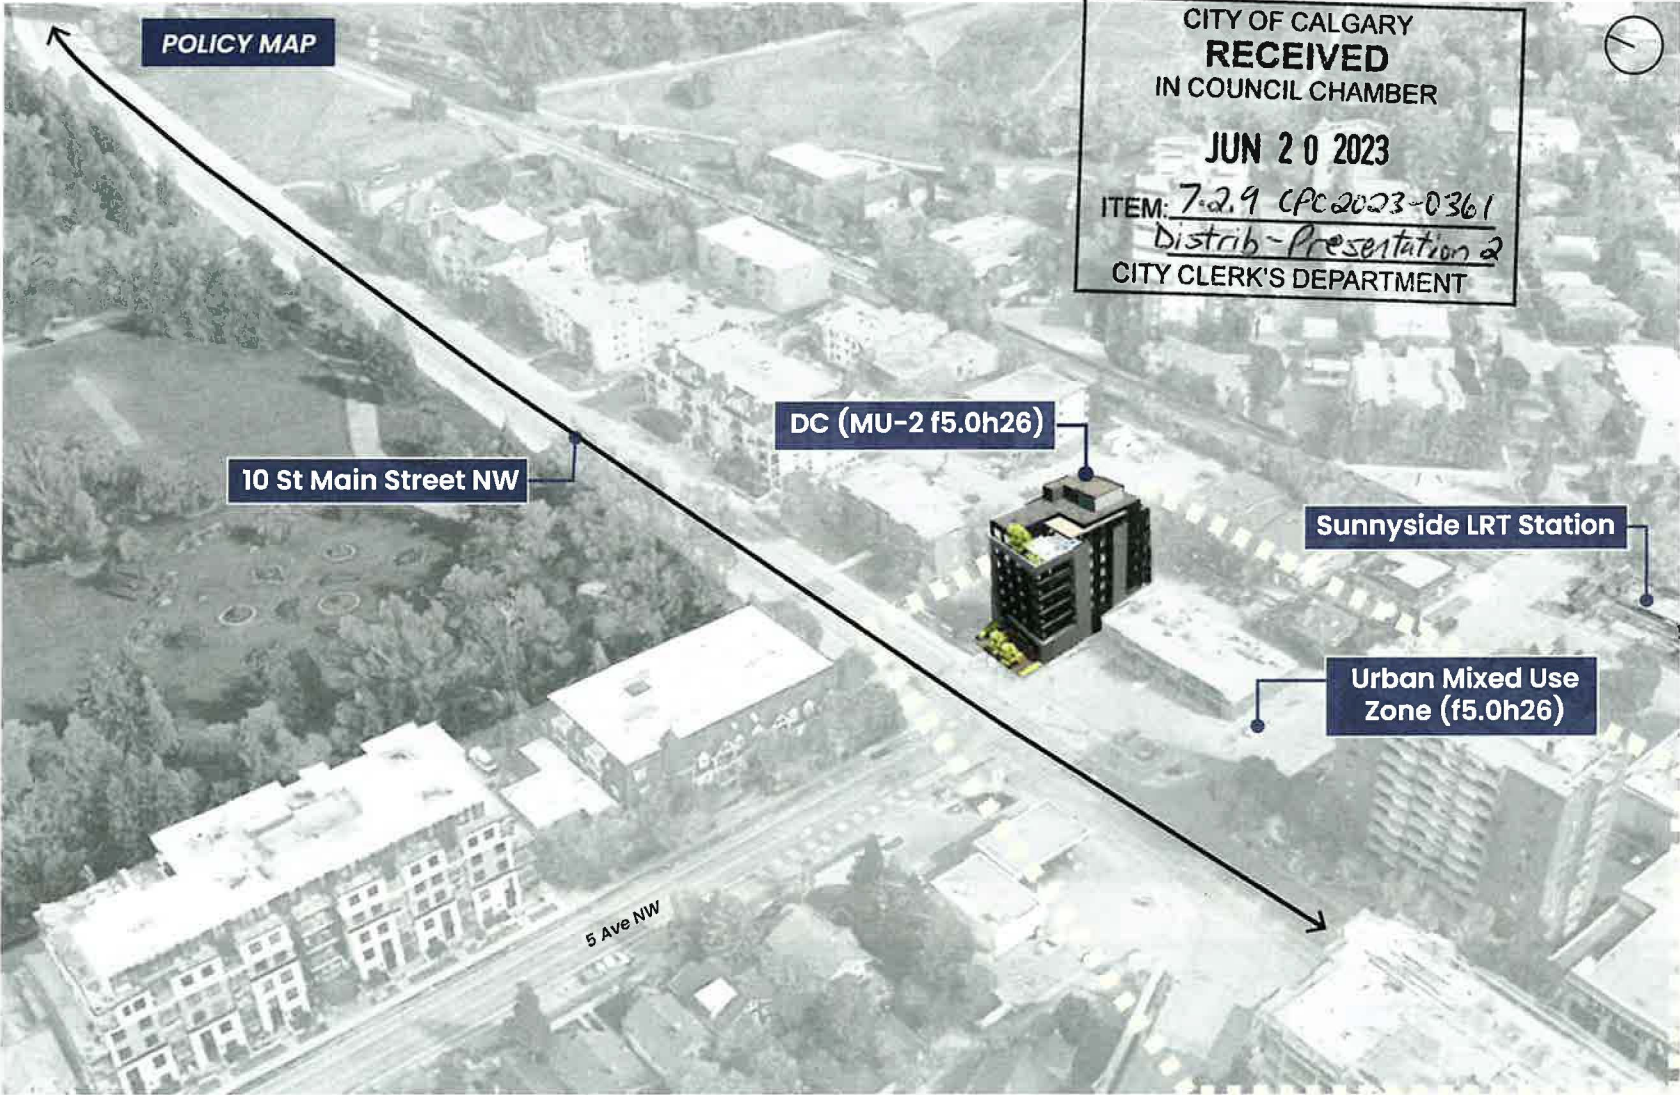 POLICY MAP
CITY OF CALGARY
RECEIVED
IN COUNCIL CHAMBER
JUN 20 2023
ITEM: 7.2.9 CPC2023-0361
Distrib-Presentation 2
CITY CLERK'S DEPARTMENT
DC (MU-2 f5.0h26)
10 St Main Street NW
Sunnyside LRT Station
Urban Mixed Use
Zone (f5.0h26)
5 Ave NW